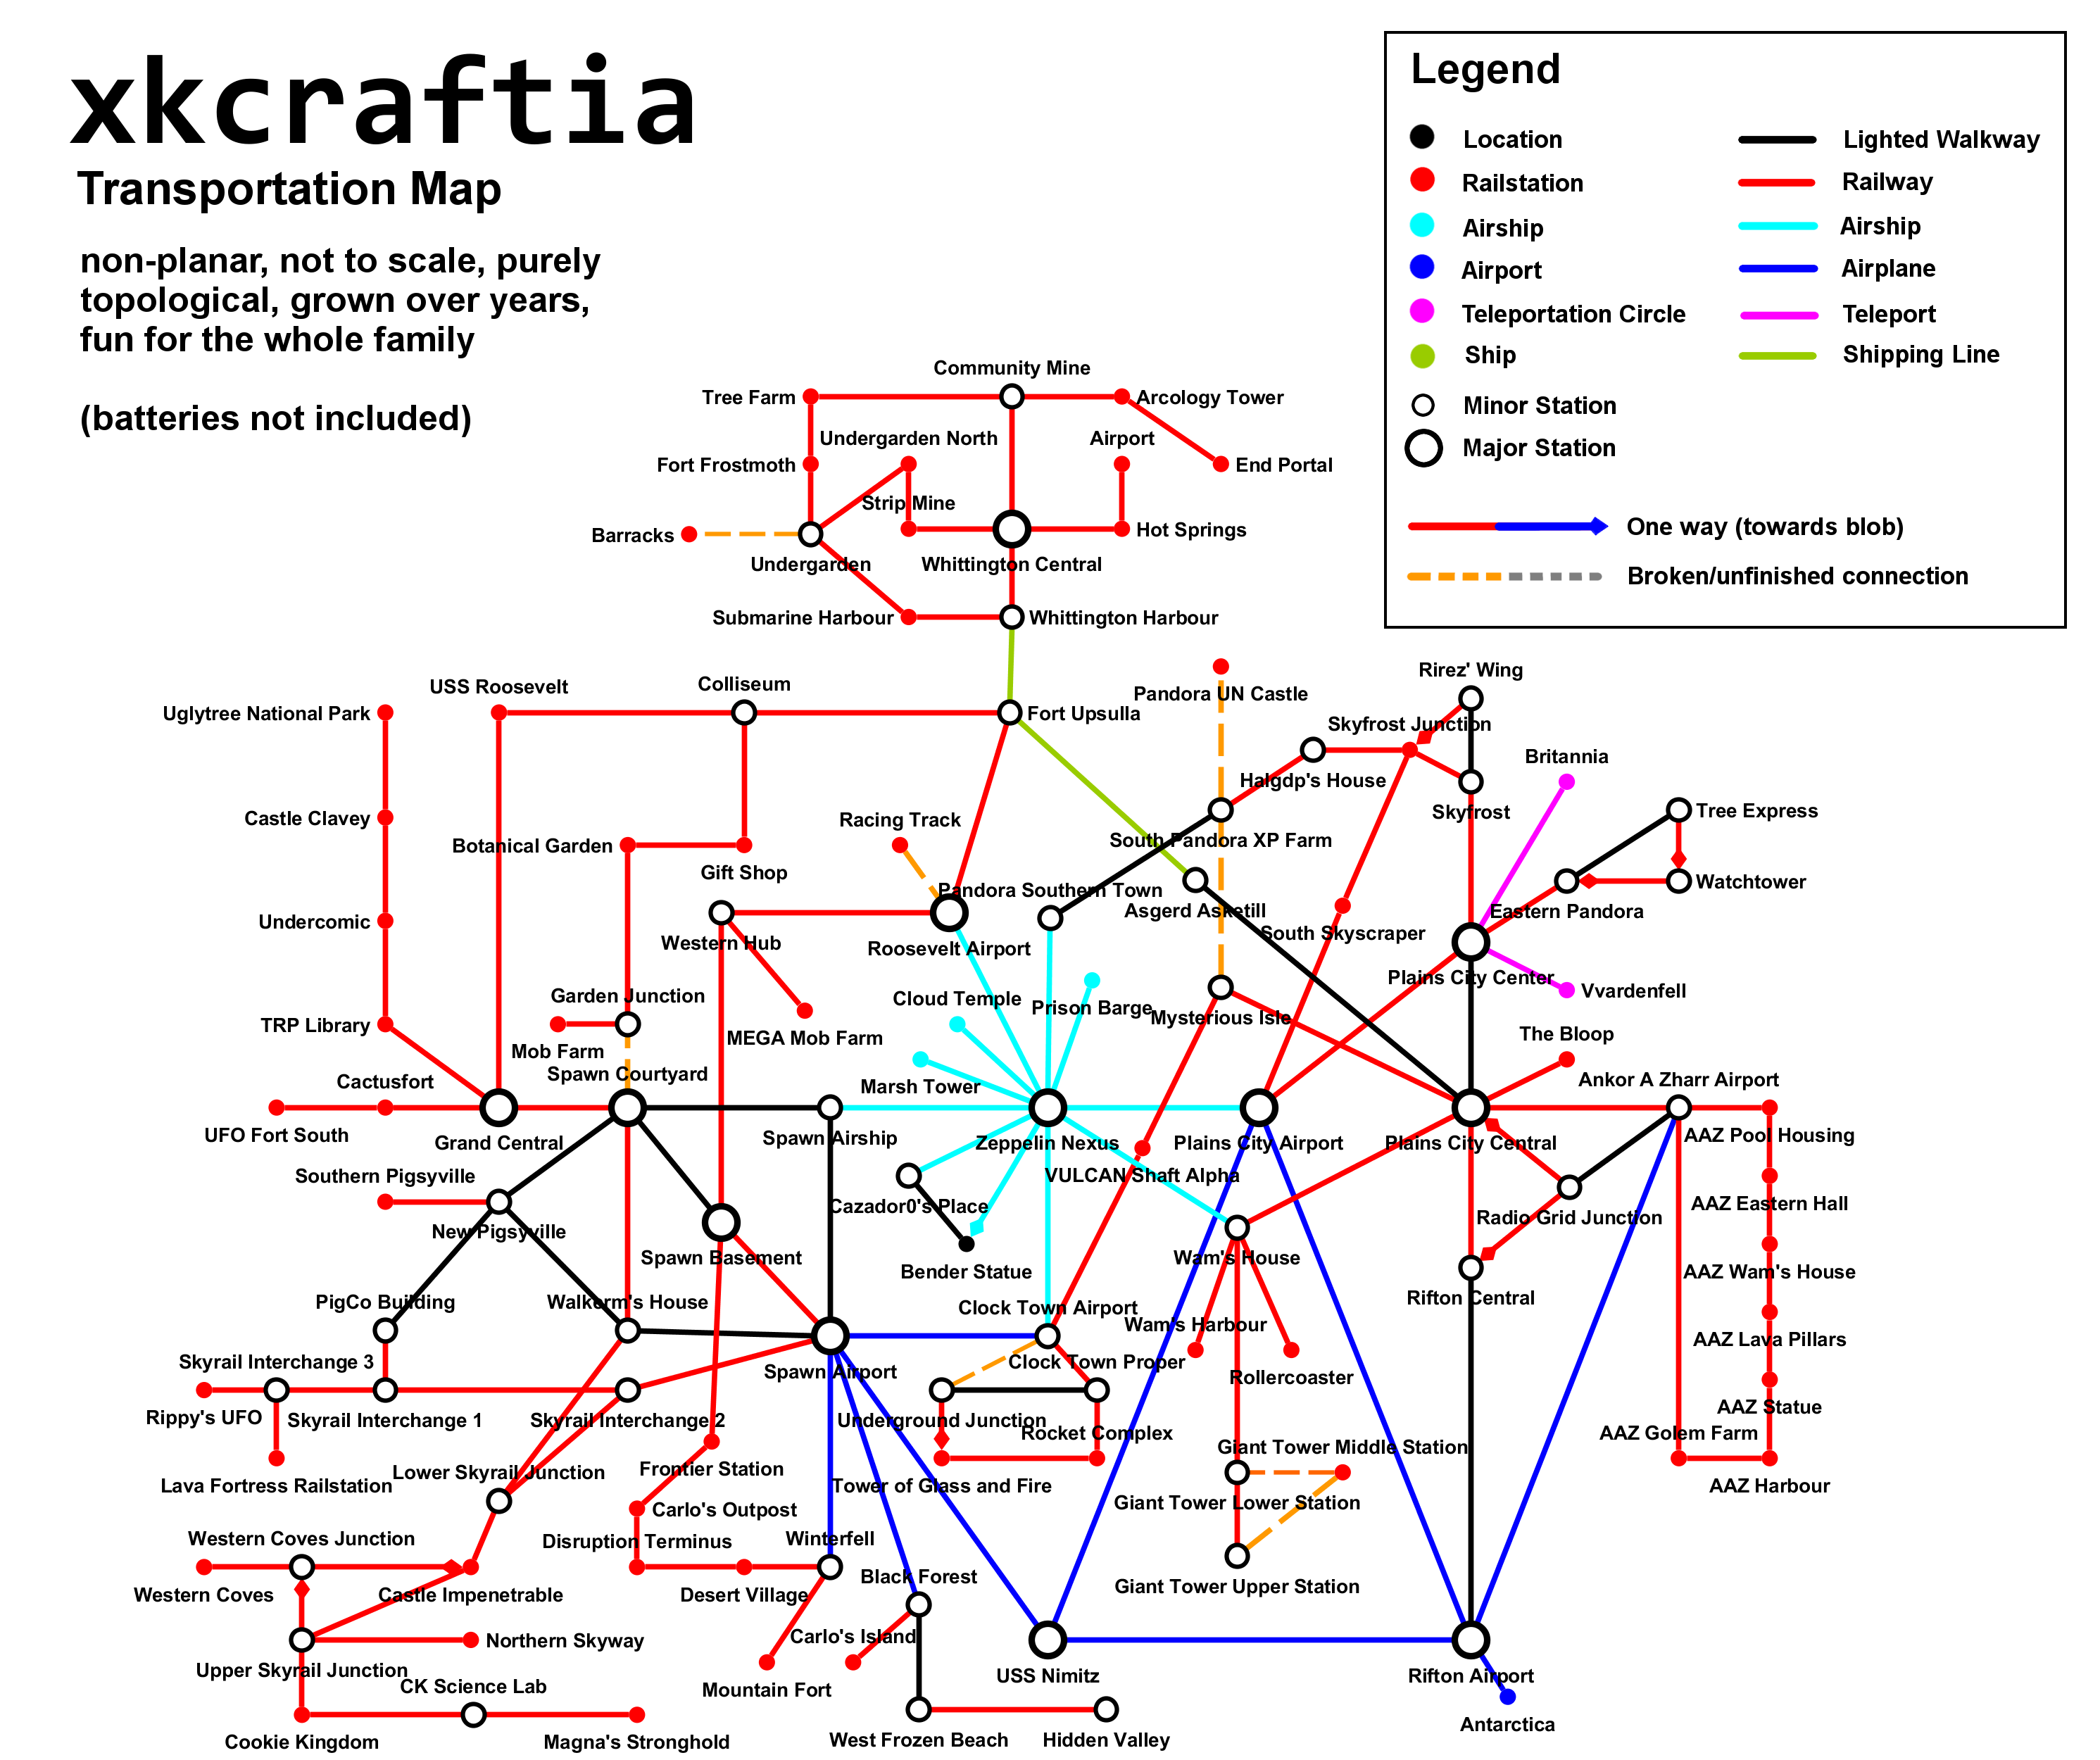 xkcraftia
Transportation Map
non-planar, not to scale, purely
topological, grown over years,
fun for the whole family
(batteries not included)
Legend
Location
Lighted Walkway
Railstation
Railway
Airship
Airship
Airport
Airplane
Teleportation Circle
Teleport
Ship
Shipping Line
Minor Station
Major Station
One way (towards blob)
Broken/unfinished connection
Community Mine
Tree Farm
Arcology Tower
Undergarden North
Airport
Fort Frostmoth
End Portal
Strip Mine
Barracks
Hot Springs
Undergarden
Whittington Central
Submarine Harbour
Whittington Harbour
Rirez' Wing
USS Roosevelt
Colliseum
Pandora UN Castle
Uglytree National Park
Fort Upsulla
Skyfrost Junction
Britannia
Halgdp's House
Skyfrost
Tree Express
Castle Clavey
Racing Track
South Pandora XP Farm
Botanical Garden
Gift Shop
Pandora Southern Town
Watchtower
Asgerd Asketill
Eastern Pandora
Undercomic
Western Hub
Roosevelt Airport
South Skyscraper
Plains City Center
Vvardenfell
Garden Junction
Cloud Temple
Prison Barge
Mysterious Isle
TRP Library
MEGA Mob Farm
The Bloop
Mob Farm
Spawn Courtyard
Cactusfort
Marsh Tower
Ankor A Zharr Airport
UFO Fort South
Grand Central
Spawn Airship
Zeppelin Nexus
Plains City Airport
Plains City Central
AAZ Pool Housing
Southern Pigsyville
VULCAN Shaft Alpha
Cazador0's Place
AAZ Eastern Hall
New Pigsyville
Radio Grid Junction
Spawn Basement
Bender Statue
Wam's House
AAZ Wam's House
PigCo Building
Walkerm's House
Clock Town Airport
Rifton Central
Wam's Harbour
AAZ Lava Pillars
Skyrail Interchange 3
Spawn Airport
Clock Town Proper
Rollercoaster
Rippy's UFO
Skyrail Interchange 1
Skyrail Interchange 2
Underground Junction
AAZ Statue
Rocket Complex
AAZ Golem Farm
Giant Tower Middle Station
Lower Skyrail Junction
Frontier Station
Lava Fortress Railstation
Tower of Glass and Fire
AAZ Harbour
Giant Tower Lower Station
Carlo's Outpost
Western Coves Junction
Disruption Terminus
Winterfell
Black Forest
Giant Tower Upper Station
Western Coves
Castle Impenetrable
Desert Village
Carlo's Island
Northern Skyway
Upper Skyrail Junction
USS Nimitz
Rifton Airport
CK Science Lab
Mountain Fort
Antarctica
Cookie Kingdom
Magna's Stronghold
West Frozen Beach
Hidden Valley